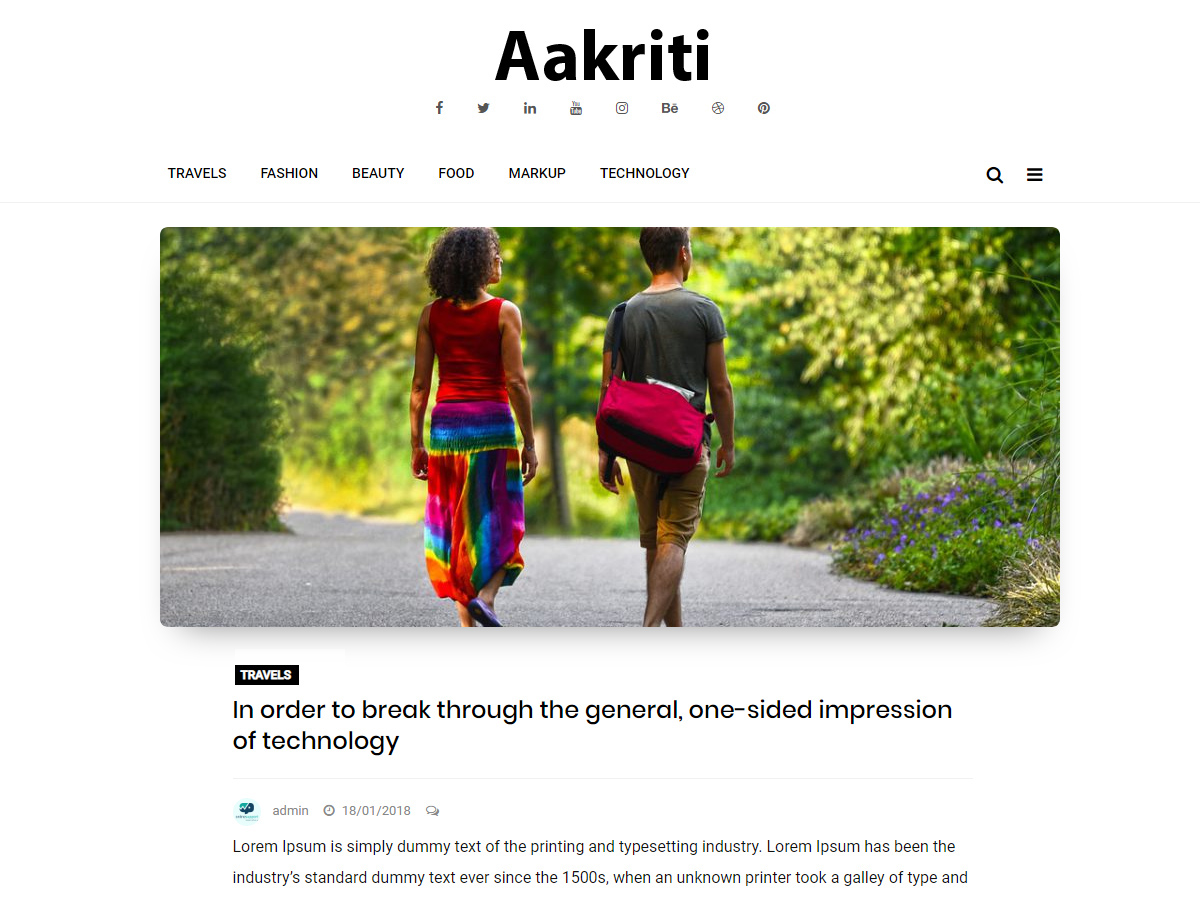 Aakriti
TRAVELS FASHION BEAUTY FOOD MARKUP TECHNOLOGY
TRAVELS
In order to break through the general, one-sided impression
of technology
admin 18/01/2018
Lorem Ipsum is simply dummy text of the printing and typesetting industry. Lorem Ipsum has been the
industry’s standard dummy text ever since the 1500s, when an unknown printer took a galley of type and